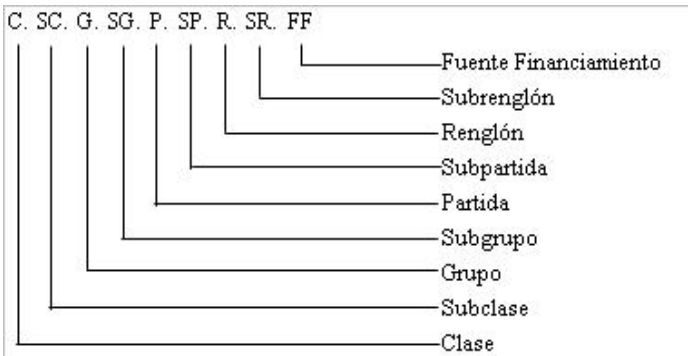 C. SC. G. SG. P. SP. R. SR. FF
Fuente Financiamiento
Subrenglón
Renglón
Subpartida
Partida
Subgrupo
Grupo
Subclase
Clase